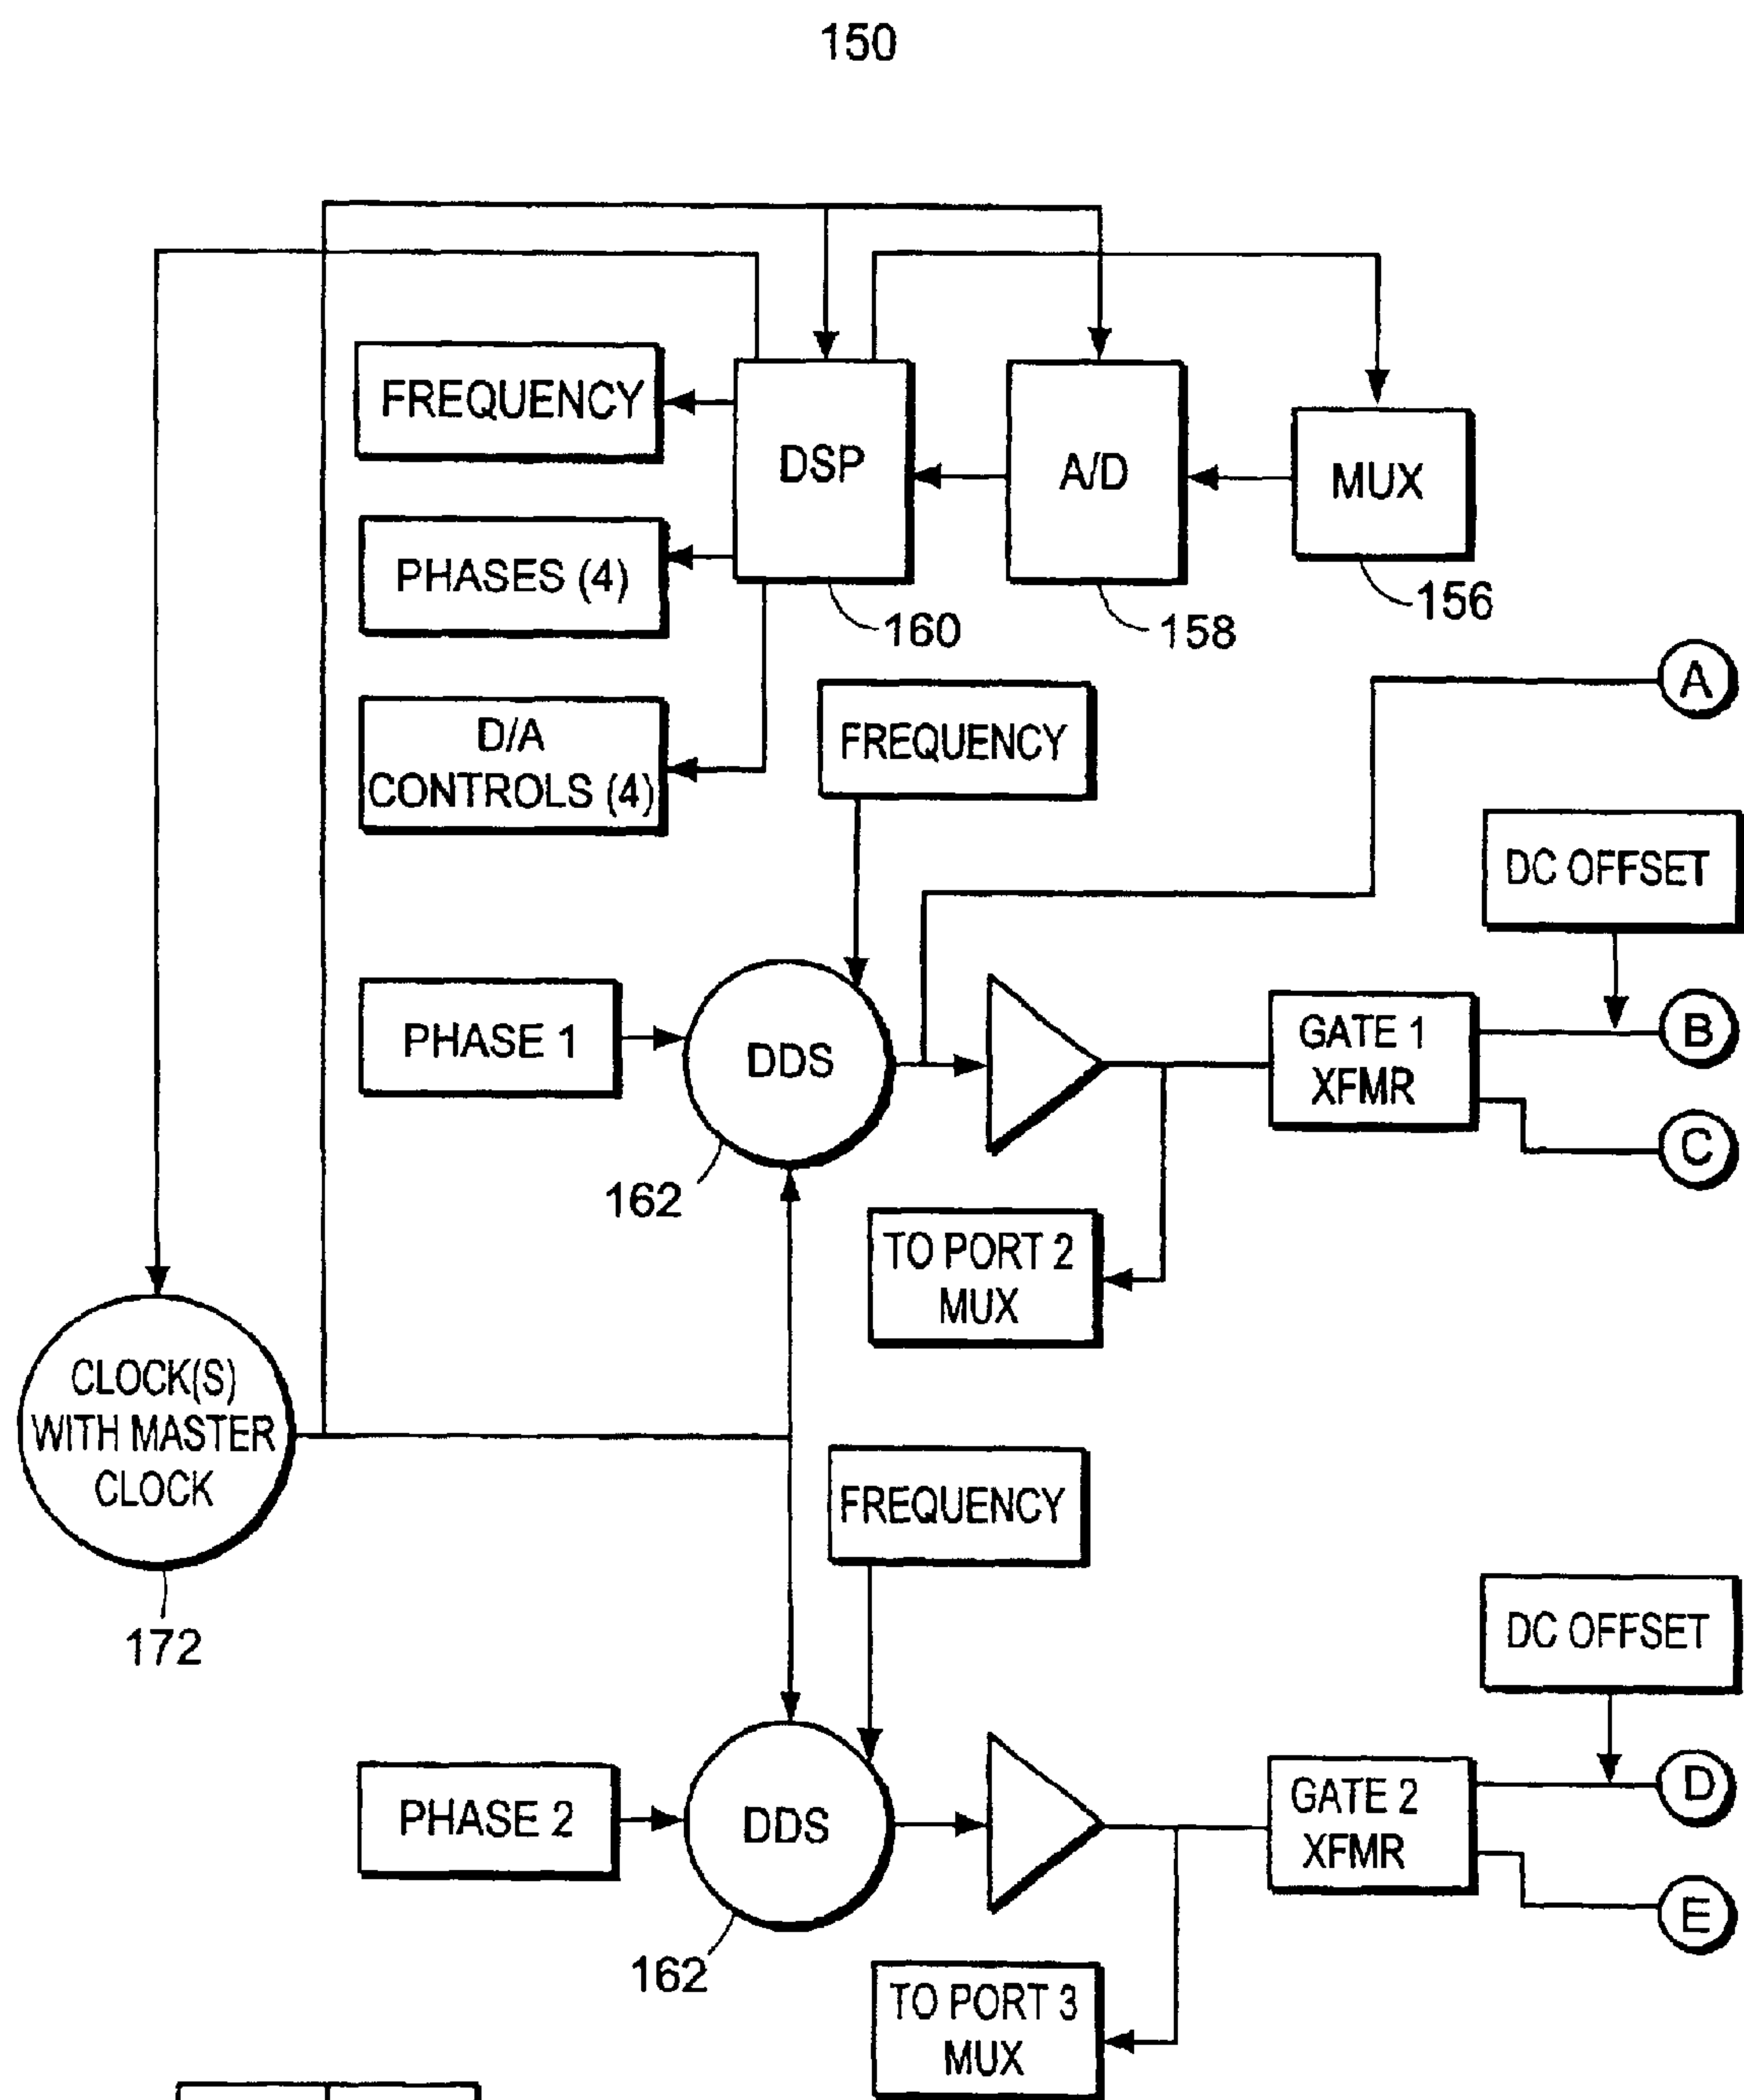 150
FREQUENCY
DSP
A/D
MUX
PHASES (4)
156
160
158
A
D/A
CONTROLS (4)
FREQUENCY
DC OFFSET
PHASE 1
DDS
GATE 1
XFMR
B
C
162
TO PORT 2
MUX
CLOCK(S)
WITH MASTER
CLOCK
FREQUENCY
172
DC OFFSET
PHASE 2
DDS
GATE 2
XFMR
D
E
162
TO PORT 3
MUX